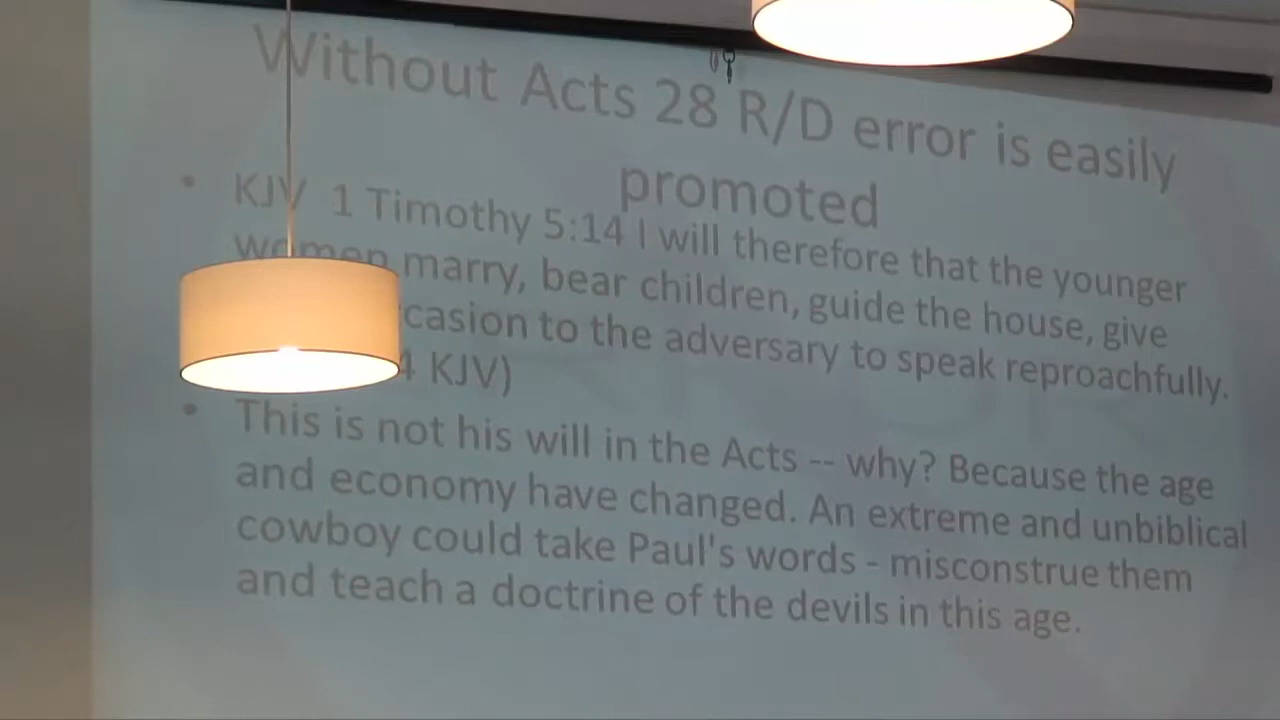 Without Acts 28 R/D error is easily
promoted
• KJV 1 Timothy 5:14 I will therefore that the younger
women marry, bear children, guide the house, give
to the adversary to speak reproachfully.
KJV)
• This is not his will in the Acts -- why? Because the age
and economy have changed. An extreme and unbiblical
cowboy could take Paul's words - misconstrue them
and teach a doctrine of the devils in this age.